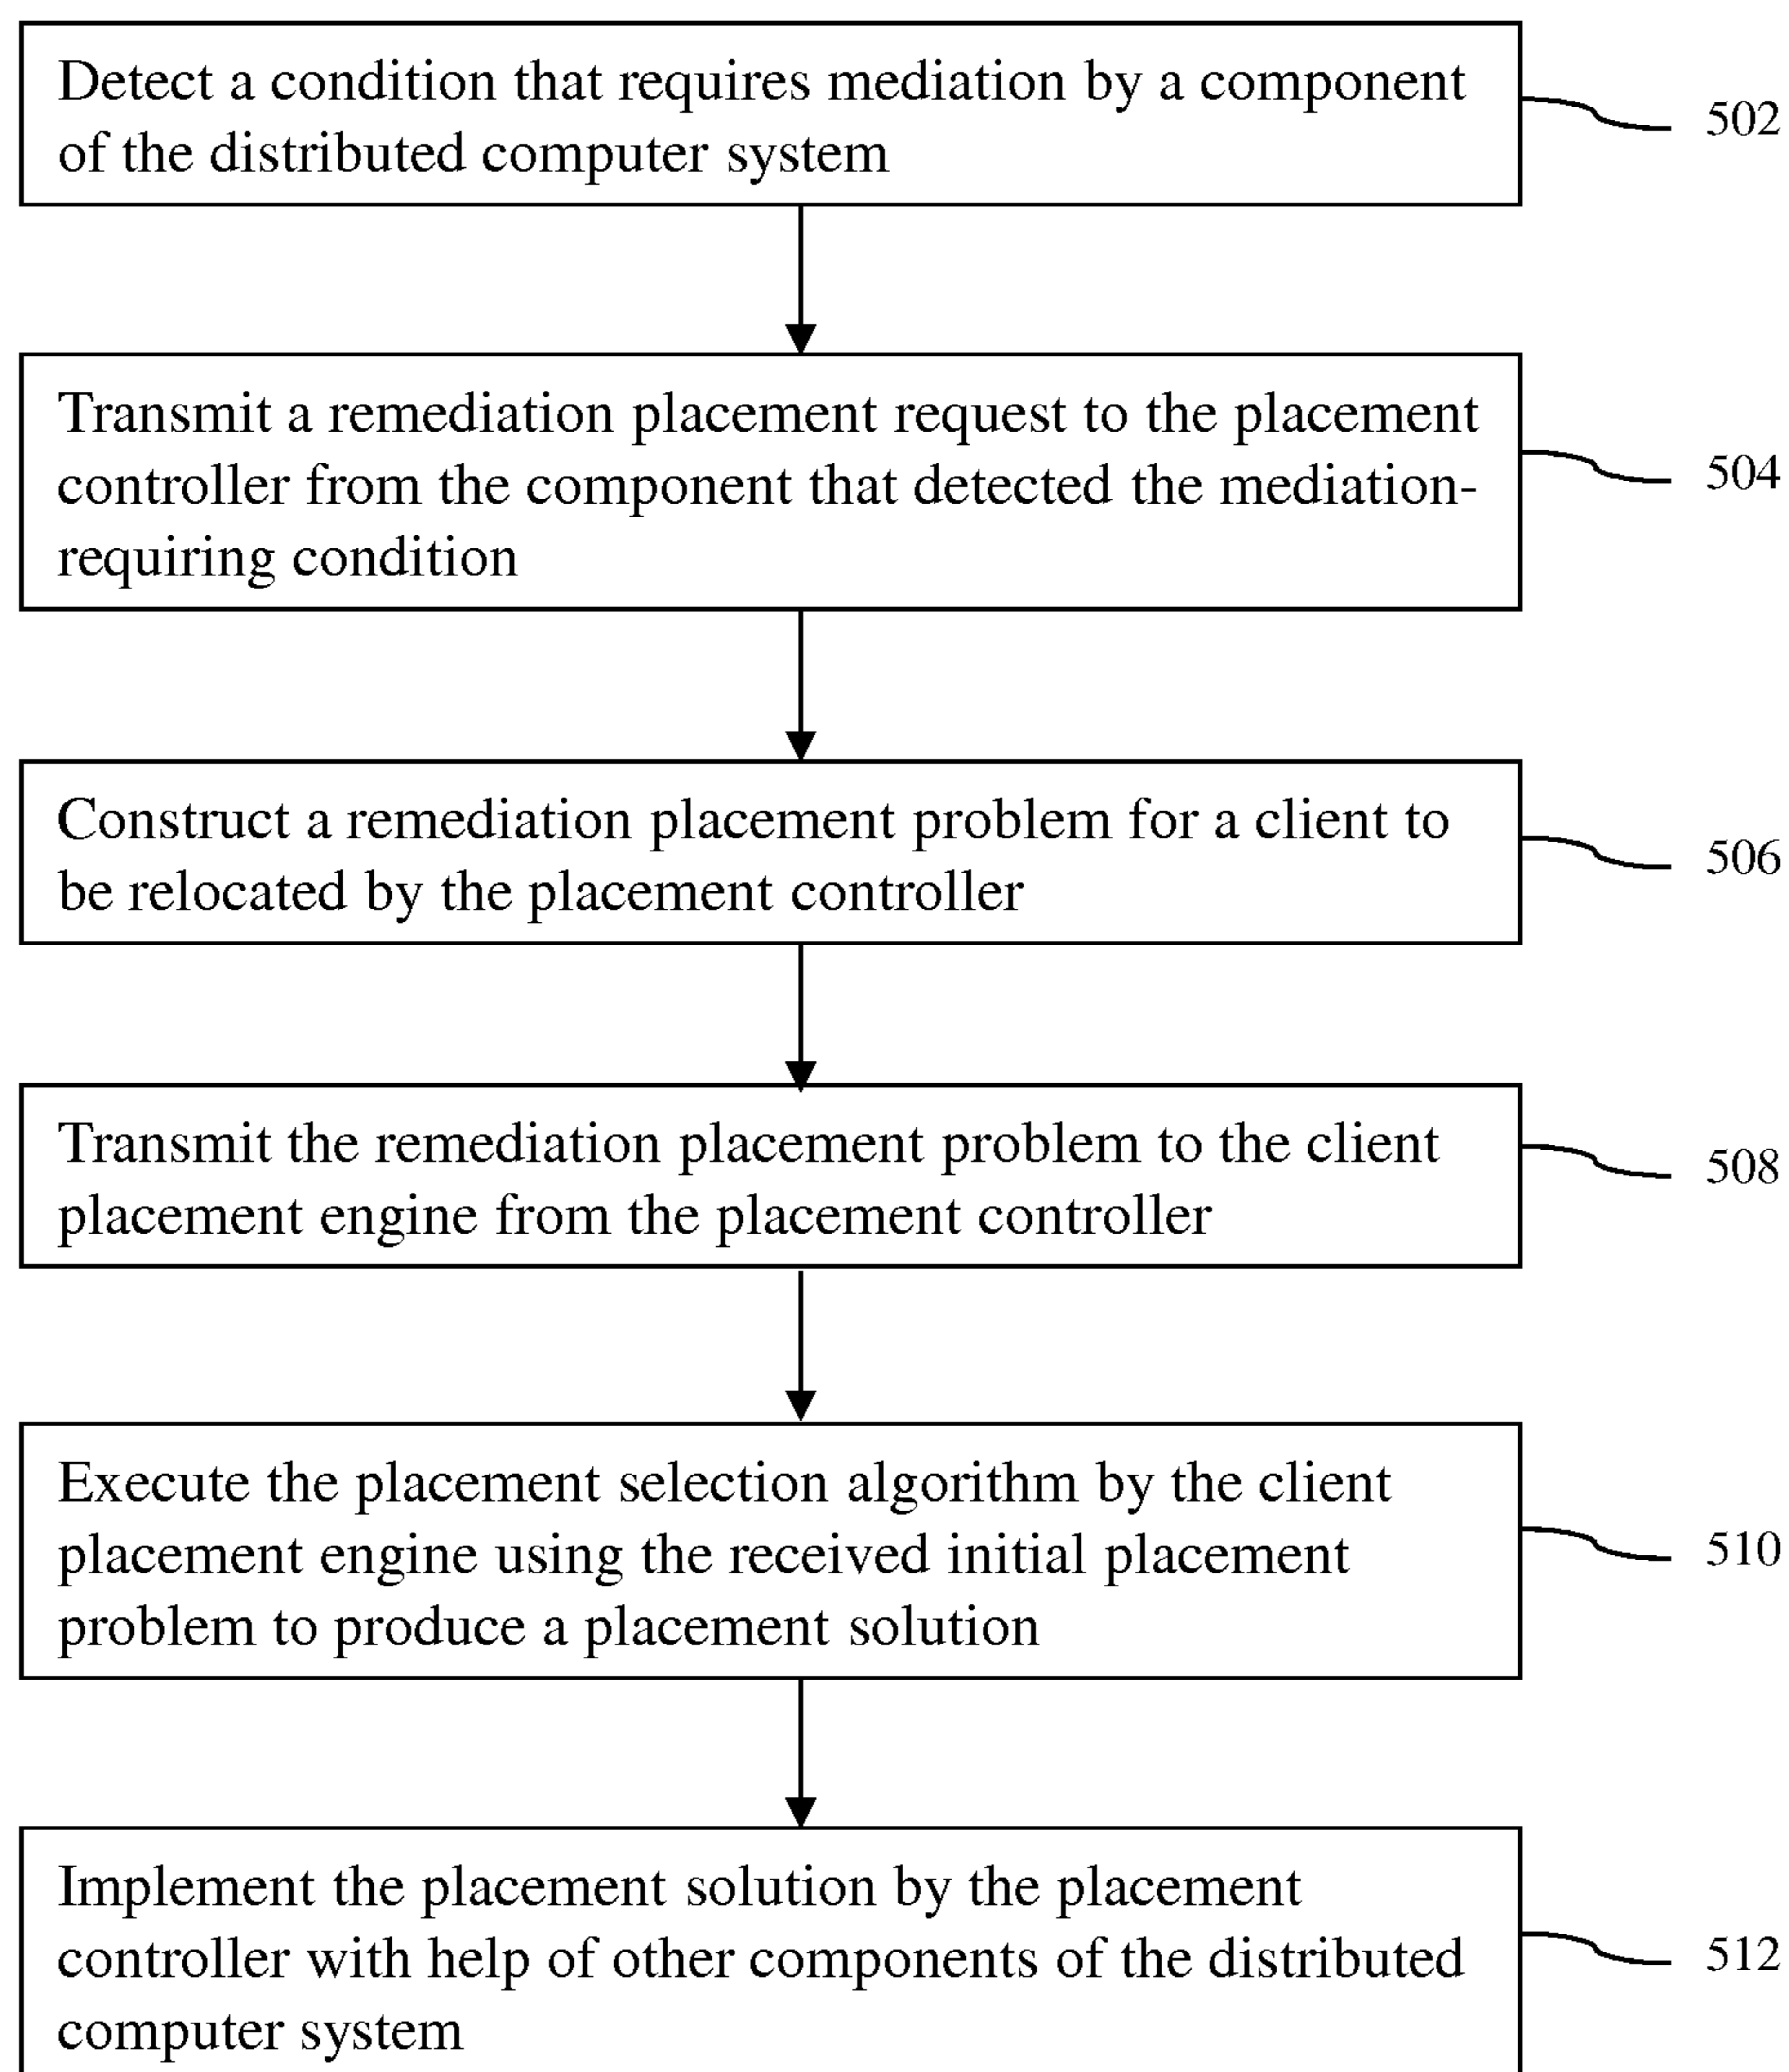 Detect a condition that requires mediation by a component
of the distributed computer system
502
Transmit a remediation placement request to the placement
controller from the component that detected the mediation-
requiring condition
504
Construct a remediation placement problem for a client to
be relocated by the placement controller
506
Transmit the remediation placement problem to the client
placement engine from the placement controller
508
Execute the placement selection algorithm by the client
placement engine using the received initial placement
problem to produce a placement solution
510
Implement the placement solution by the placement
controller with help of other components of the distributed
computer system
512